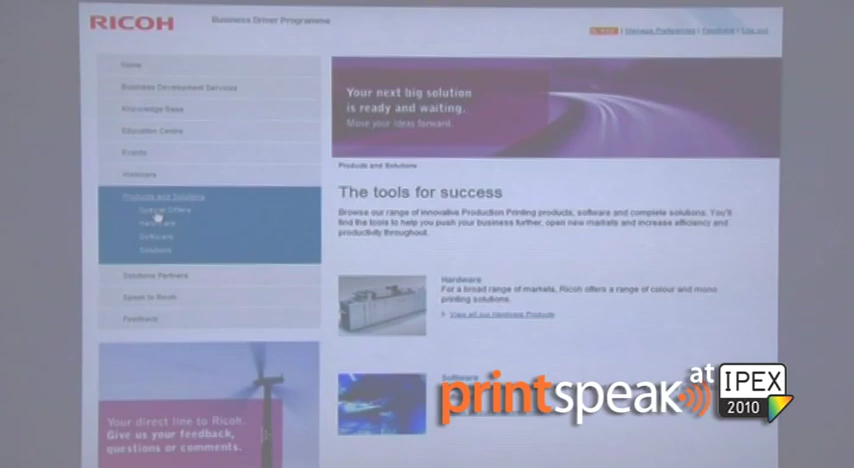 RICOH
Business Driver Programme
Manage Preferences | Feedback | Log out
Home
Business Development Services
Knowledge Base
Education Centre
Events
Webinars
Products and Solutions
Special Offers
Hardware
Software
Solutions
Solutions Partners
Speak to Ricoh
Feedback
Your direct line to Ricoh.
Give us your feedback,
questions or comments.
Your next big solution
is ready and waiting.
Move your ideas forward.
Products and Solutions
The tools for success
Browse our range of innovative Production Printing products, software and complete solutions. You'll
find the tools to help you push your business further, open new markets and increase efficiency and
productivity throughout.
Hardware
For a broad range of markets, Ricoh offers a range of colour and mono
printing solutions.
View all our Hardware Products
Software
printspeak at IPEX
2010